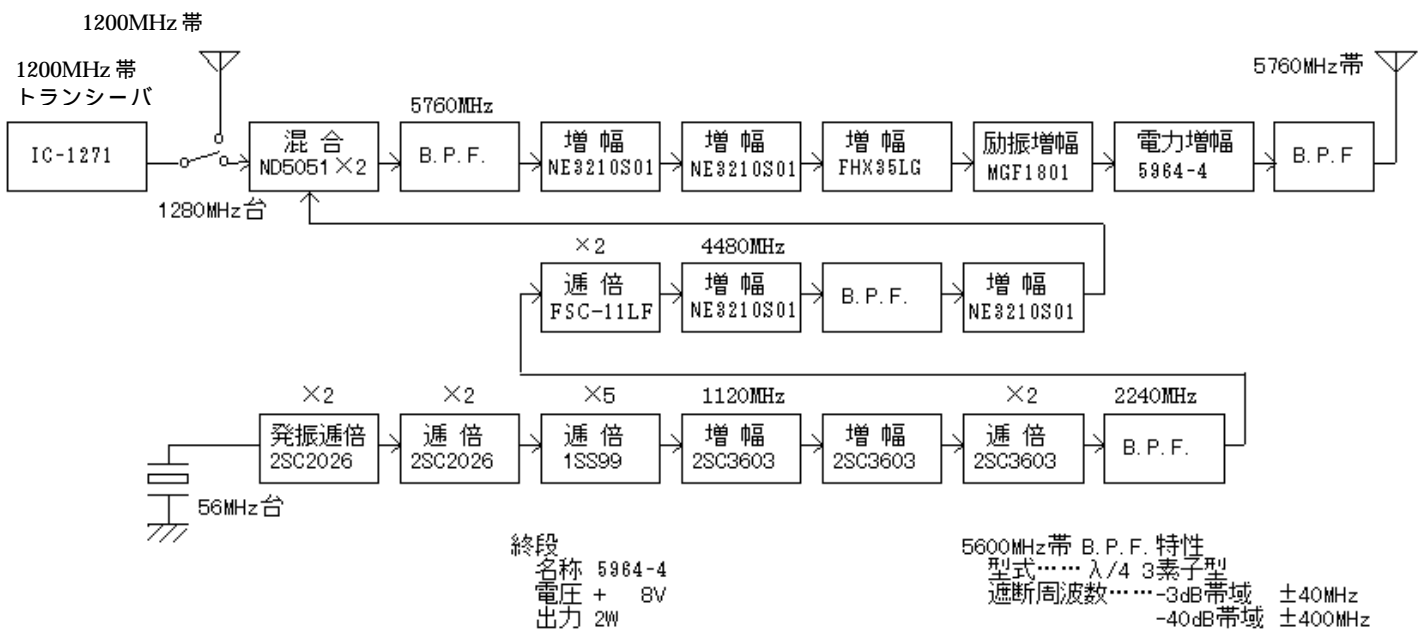 1200MHz 帯
1200MHz 帯
トランシーバ
5760MHz帯
5760MHz
IC-1271
混 合
ND5051×2
B.P.F.
増 幅
NE3210S01
増 幅
NE3210S01
増 幅
FHX35LG
励振増幅
MGF1801
電力増幅
5964-4
B.P.F
1280MHz台
×2
4480MHz
逓 倍
FSC-11LF
増 幅
NE3210S01
B.P.F.
増 幅
NE3210S01
×2
×2
×5
1120MHz
×2
2240MHz
発振逓倍
2SC2026
逓 倍
2SC2026
逓 倍
1SS99
増 幅
2SC3603
増 幅
2SC3603
逓 倍
2SC3603
B.P.F.
56MHz台
終段
名称 5964-4
電圧 + 8V
出力 2W
5600MHz帯 B.P.F.特性
型式…… λ/4 3素子型
遮断周波数……-3dB帯域 ±40MHz
-40dB帯域 ±400MHz